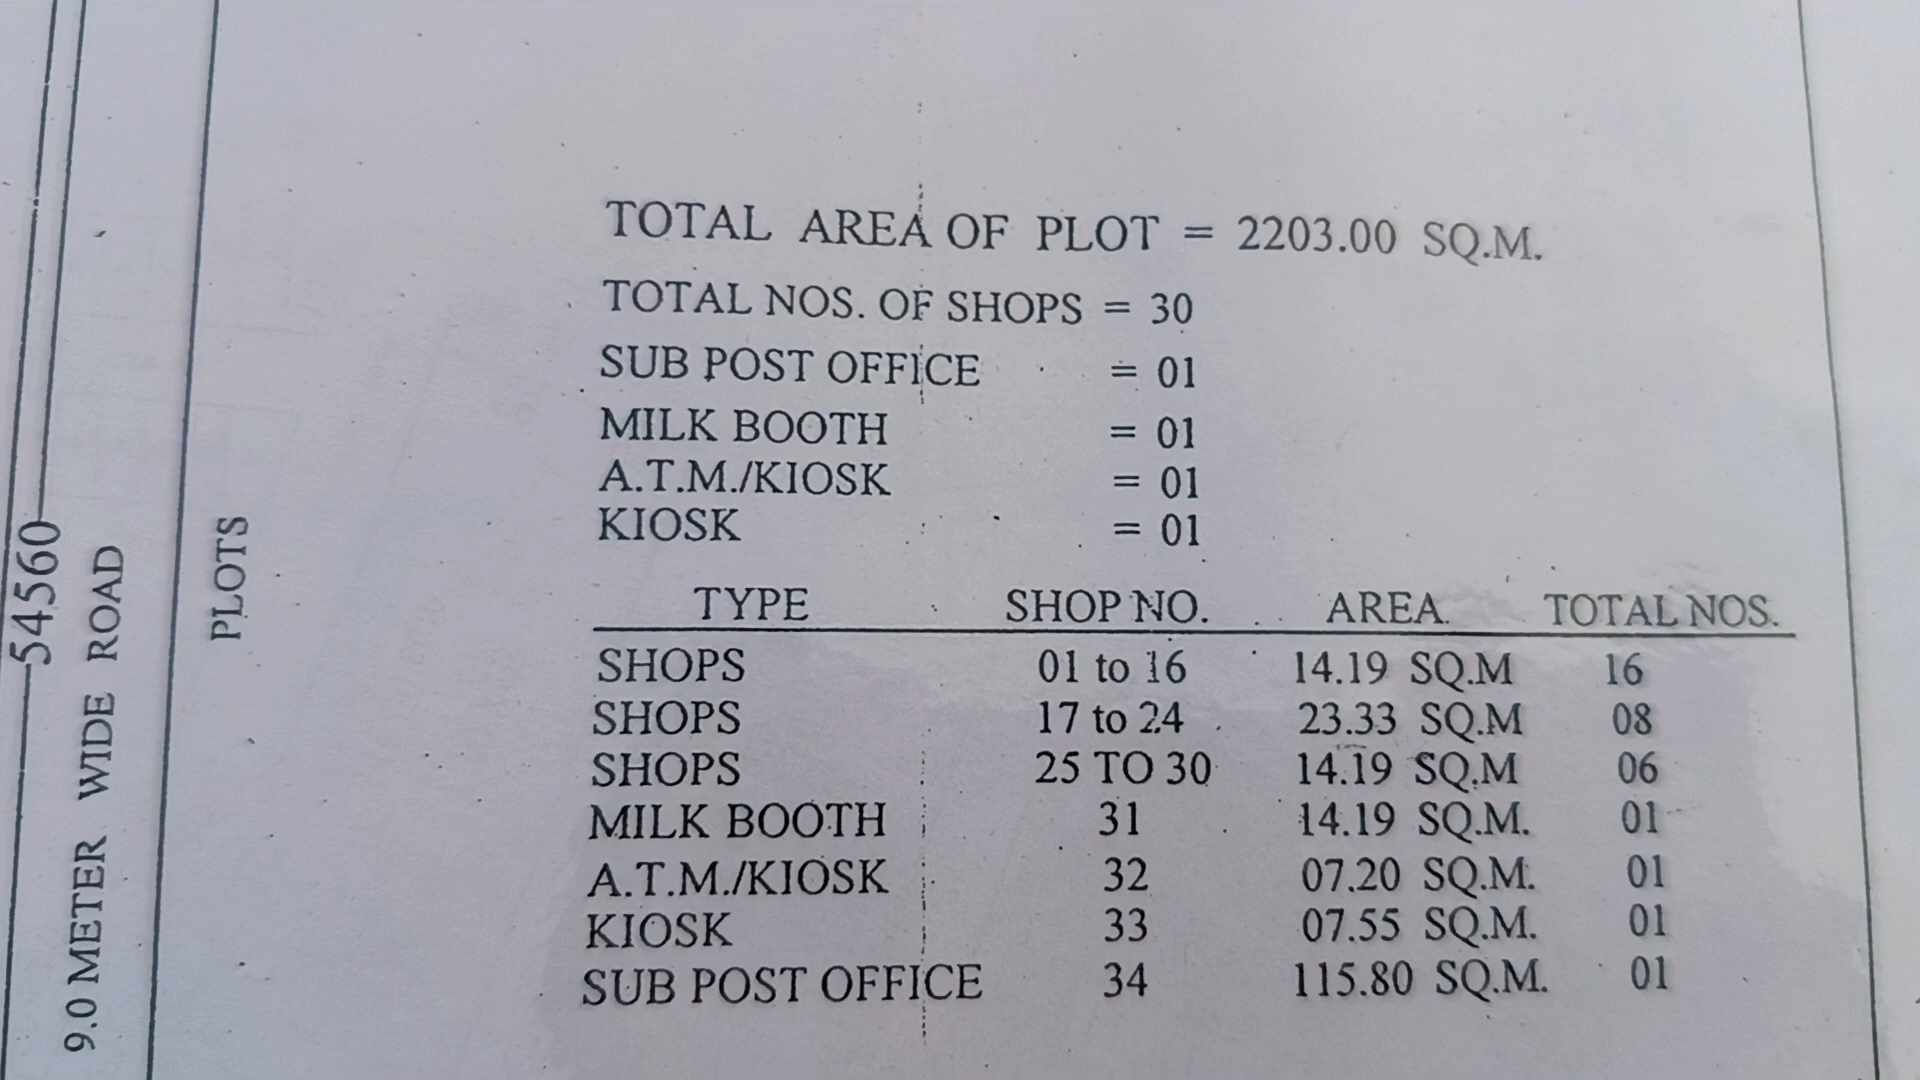 TOTAL AREA OF PLOT = 2203.00 SQ.M.
TOTAL NOS. OF SHOPS = 30
SUB POST OFFICE = 01
MILK BOOTH = 01
A.T.M./KIOSK = 01
KIOSK = 01
TYPE SHOP NO. AREA TOTAL NOS.
SHOPS 01 to 16 14.19 SQ.M 16
SHOPS 17 to 24 23.33 SQ.M 08
SHOPS 25 TO 30 14.19 SQ.M 06
MILK BOOTH 31 14.19 SQ.M. 01
A.T.M./KIOSK 32 07.20 SQ.M. 01
KIOSK 33 07.55 SQ.M. 01
SUB POST OFFICE 34 115.80 SQ.M. 01
54560
9.0 METER WIDE ROAD
PLOTS